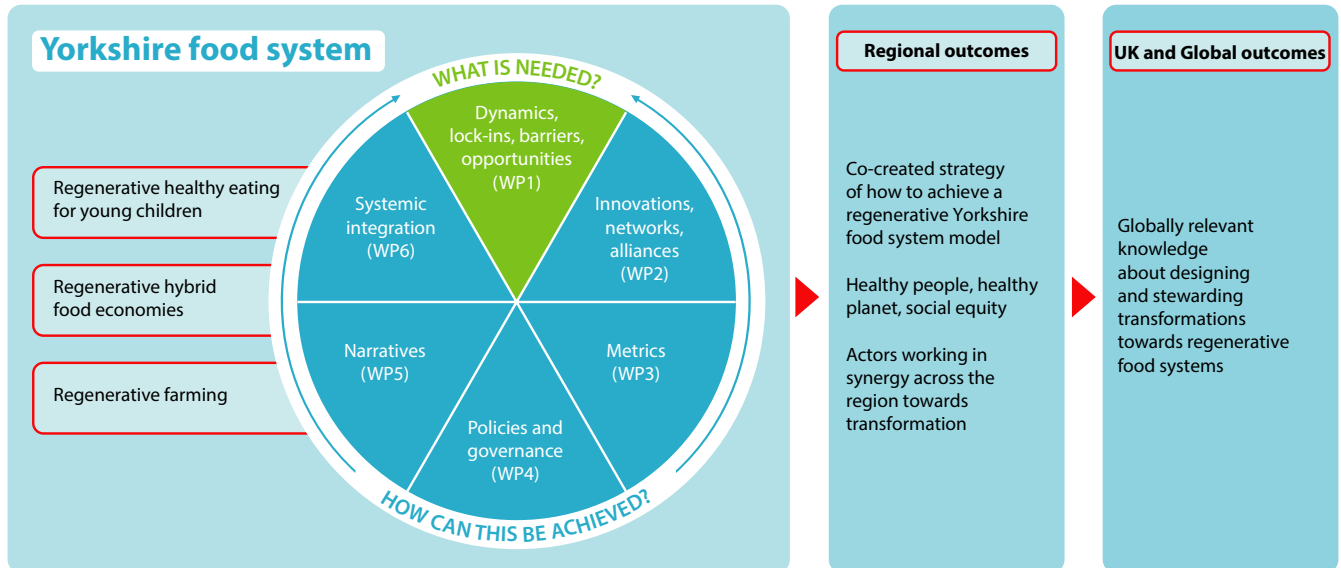 Yorkshire food system
Regenerative healthy eating
for young children
Regenerative hybrid
food economies
Regenerative farming
WHAT IS NEEDED?
Dynamics,
lock-ins, barriers,
opportunities
(WP1)
Innovations,
networks,
alliances
(WP2)
Metrics
(WP3)
Policies and
governance
(WP4)
Narratives
(WP5)
Systemic
integration
(WP6)
HOW CAN THIS BE ACHIEVED?
Regional outcomes
Co-created strategy
of how to achieve a
regenerative Yorkshire
food system model
Healthy people, healthy
planet, social equity
Actors working in
synergy across the
region towards
transformation
UK and Global outcomes
Globally relevant
knowledge
about designing
and stewarding
transformations
towards regenerative
food systems